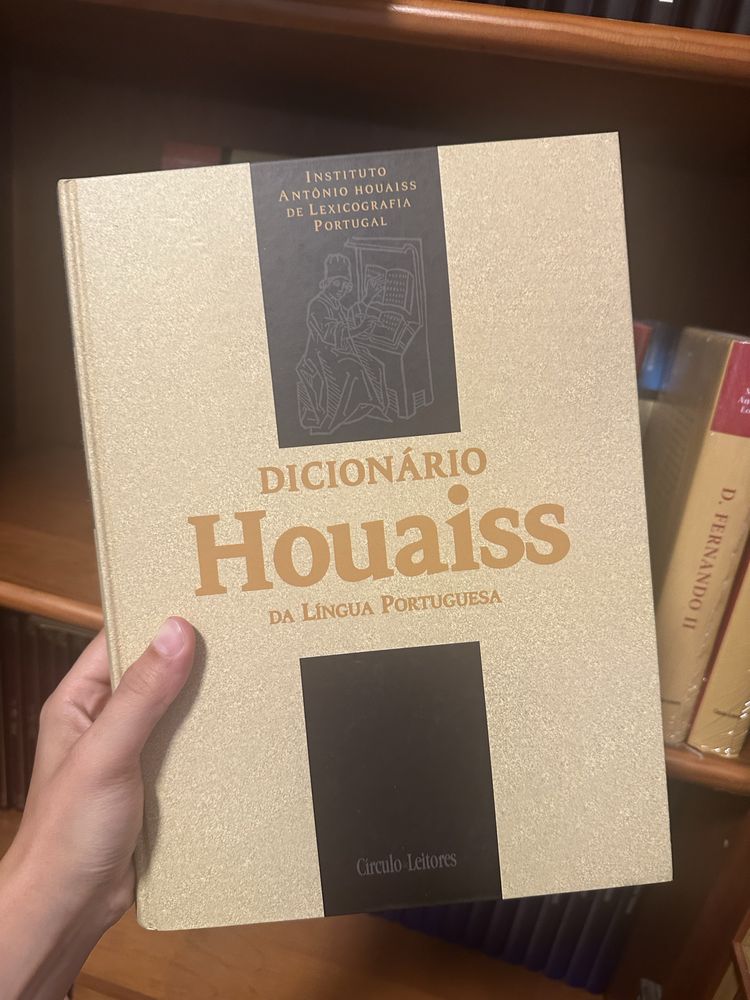 INSTITUTO
ANTÔNIO HOUAISS
DE LEXICOGRAFIA
PORTUGAL
DICIONÁRIO
Houaiss
DA LÍNGUA PORTUGUESA
Círculo Leitores
D. FERNANDO II